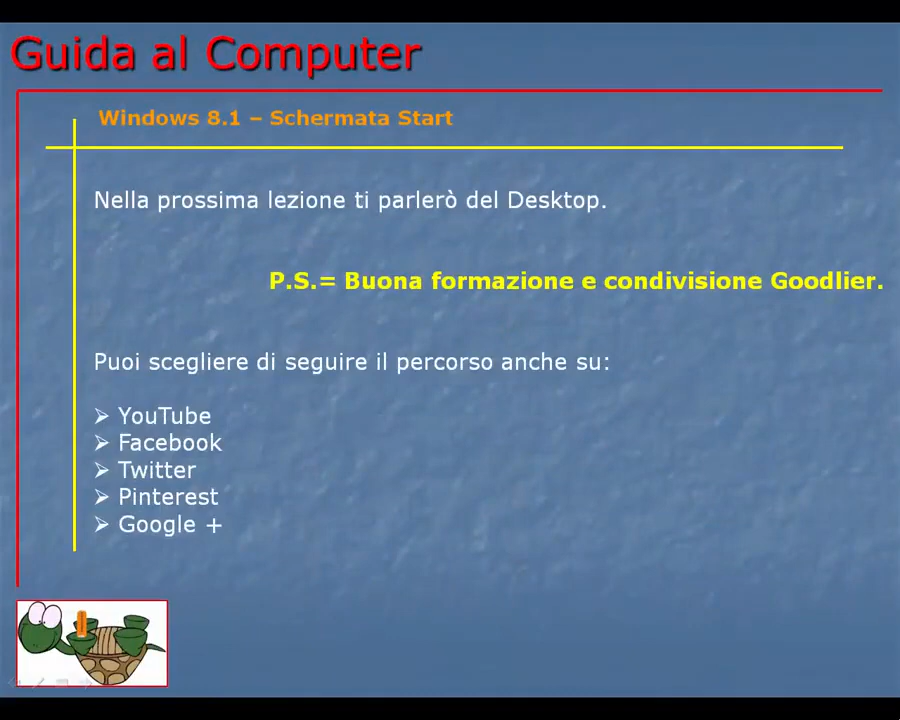 Guida al Computer
Windows 8.1 – Schermata Start
Nella prossima lezione ti parlerò del Desktop.
P.S.= Buona formazione e condivisione Goodlier.
Puoi scegliere di seguire il percorso anche su:
➢ YouTube
➢ Facebook
➢ Twitter
➢ Pinterest
➢ Google +